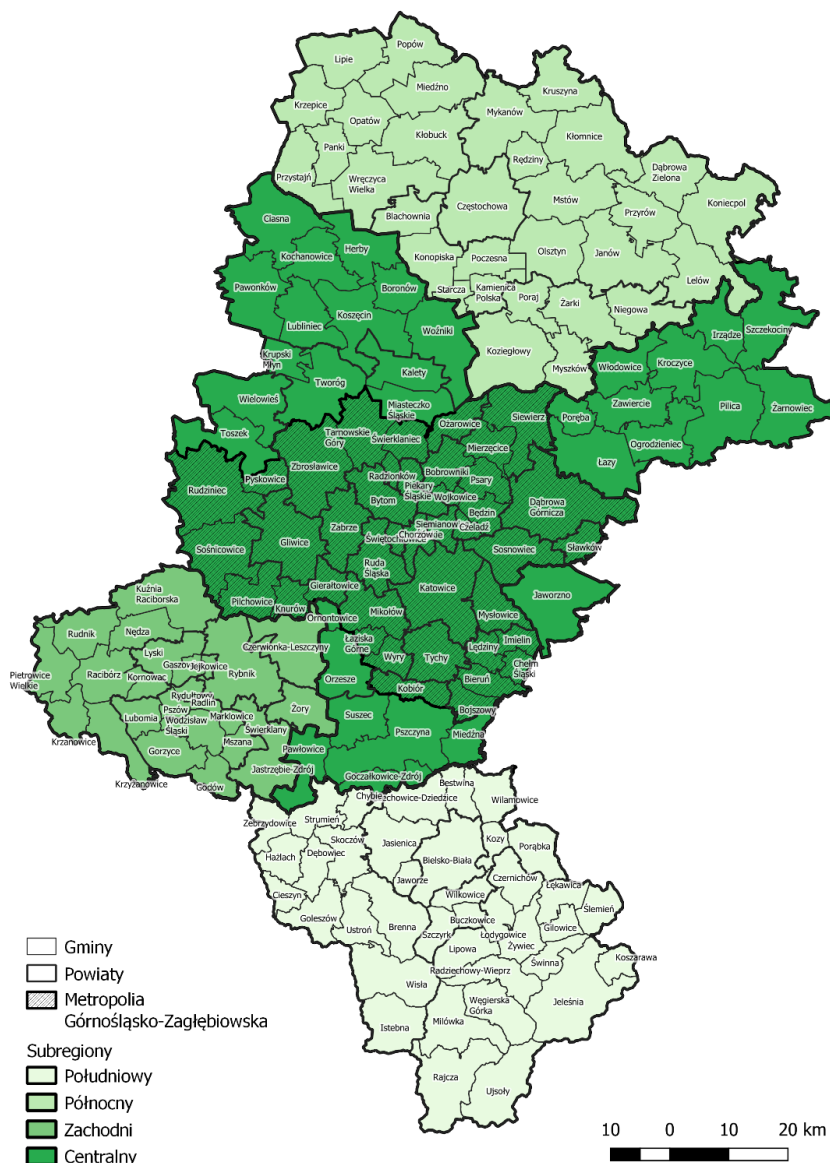 Popów
Lipie
Miedźno
Kruszyna
Krzepice
Mykanów
Opatów
Kłobuck
Kłomnice
Panki
Rędziny
Dąbrowa
Zielona
Przystajń
Wręczyca
Wielka
Mstów
Koniecpol
Częstochowa
Przyrów
Blachownia
Ciasna
Herby
Konopiska
Poczesna
Olsztyn
Janów
Kochanowice
Lelów
Pawonków
Boronów
Starcza
Kamienica
Polska
Poraj
Żarki
Niegowa
Koszęcin
Lubliniec
Woźniki
Irządze
Szczekociny
Koziegłowy
Krupski
Młyn
Kroczyce
Włodowice
Myszków
Kalety
Tworóg
Wielowieś
Siewierz
Zawiercie
Pilica
Żarnowiec
Miasteczko
Śląskie
Poręba
Ożarowice
Toszek
Tarnowskie
Góry
Świerklaniec
Mierzęcice
Ogrodzieniec
Łazy
Zbrosławice
Rudziniec
Pyskowice
Radzionków
Bobrowniki
Psary
Piekary
Śląskie
Wojkowice
Bytom
Dąbrowa
Górnicza
Będzin
Zabrze
Siemianow
Czeladź
Chorzówie
Świętochłowice
Gliwice
Sośnicowice
Sosnowiec
Sławków
Ruda
Śląska
Gierałtowice
Katowice
Jaworzno
Kuźnia
Raciborska
Pilchowice
Knurów
Ornontowice
Mikołów
Mysłowice
Rudnik
Nędza
Czerwionka-Leszczyny
Łaziska
Górne
Imielin
Lędziny
Lyski
Wyry
Tychy
Chełm
Śląski
Gaszow
Jejkowice
Rybnik
Pietrowice
Wielkie
Racibórz
Kornowac
Orzesze
Kobiór
Bieruń
Rydułtowy
Radlin
Pszów
Żory
Bojszowy
Lubomia
Wodzisław
Śląski
Marklowice
Suszec
Pszczyna
Miedźna
Świerklany
Krzanowice
Gorzyce
Mszana
Pawłowice
Jastrzębie-Zdrój
Goczałkowice-Zdrój
Krzyżanowice
Godów
Bestwina
Chybie
echowice-Dziedzice
Wilamowice
Zebrzydowice
Strumień
Skoczów
Jasienica
Kozy
Porąbka
Hażlach
Dębowiec
Bielsko-Biała
Jaworze
Czernichów
Łękawica
Cieszyn
Wilkowice
Ślemień
Goleszów
Buczkowice
Ustroń
Brenna
Szczyrk
Łodygowice
Gilowice
Lipowa
Żywiec
Świnna
Koszarawa
Radziechowy-Wieprz
Wisła
Węgierska
Górka
Jeleśnia
Istebna
Milówka
Rajcza
Ujsoły
Gminy
Powiaty
Metropolia
Górnośląsko-Zagłębiowska
Subregiony
Południowy
Północny
Zachodni
Centralny
10 0 10 20 km